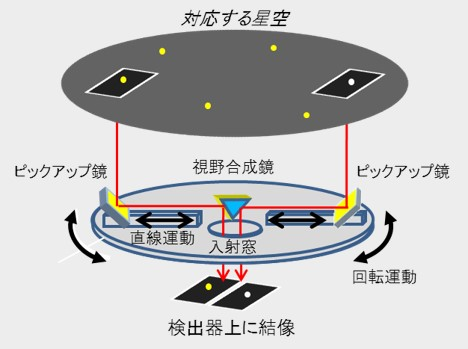 対応する星空
ピックアップ鏡
視野合成鏡
ピックアップ鏡
直線運動
入射窓
回転運動
検出器上に結像